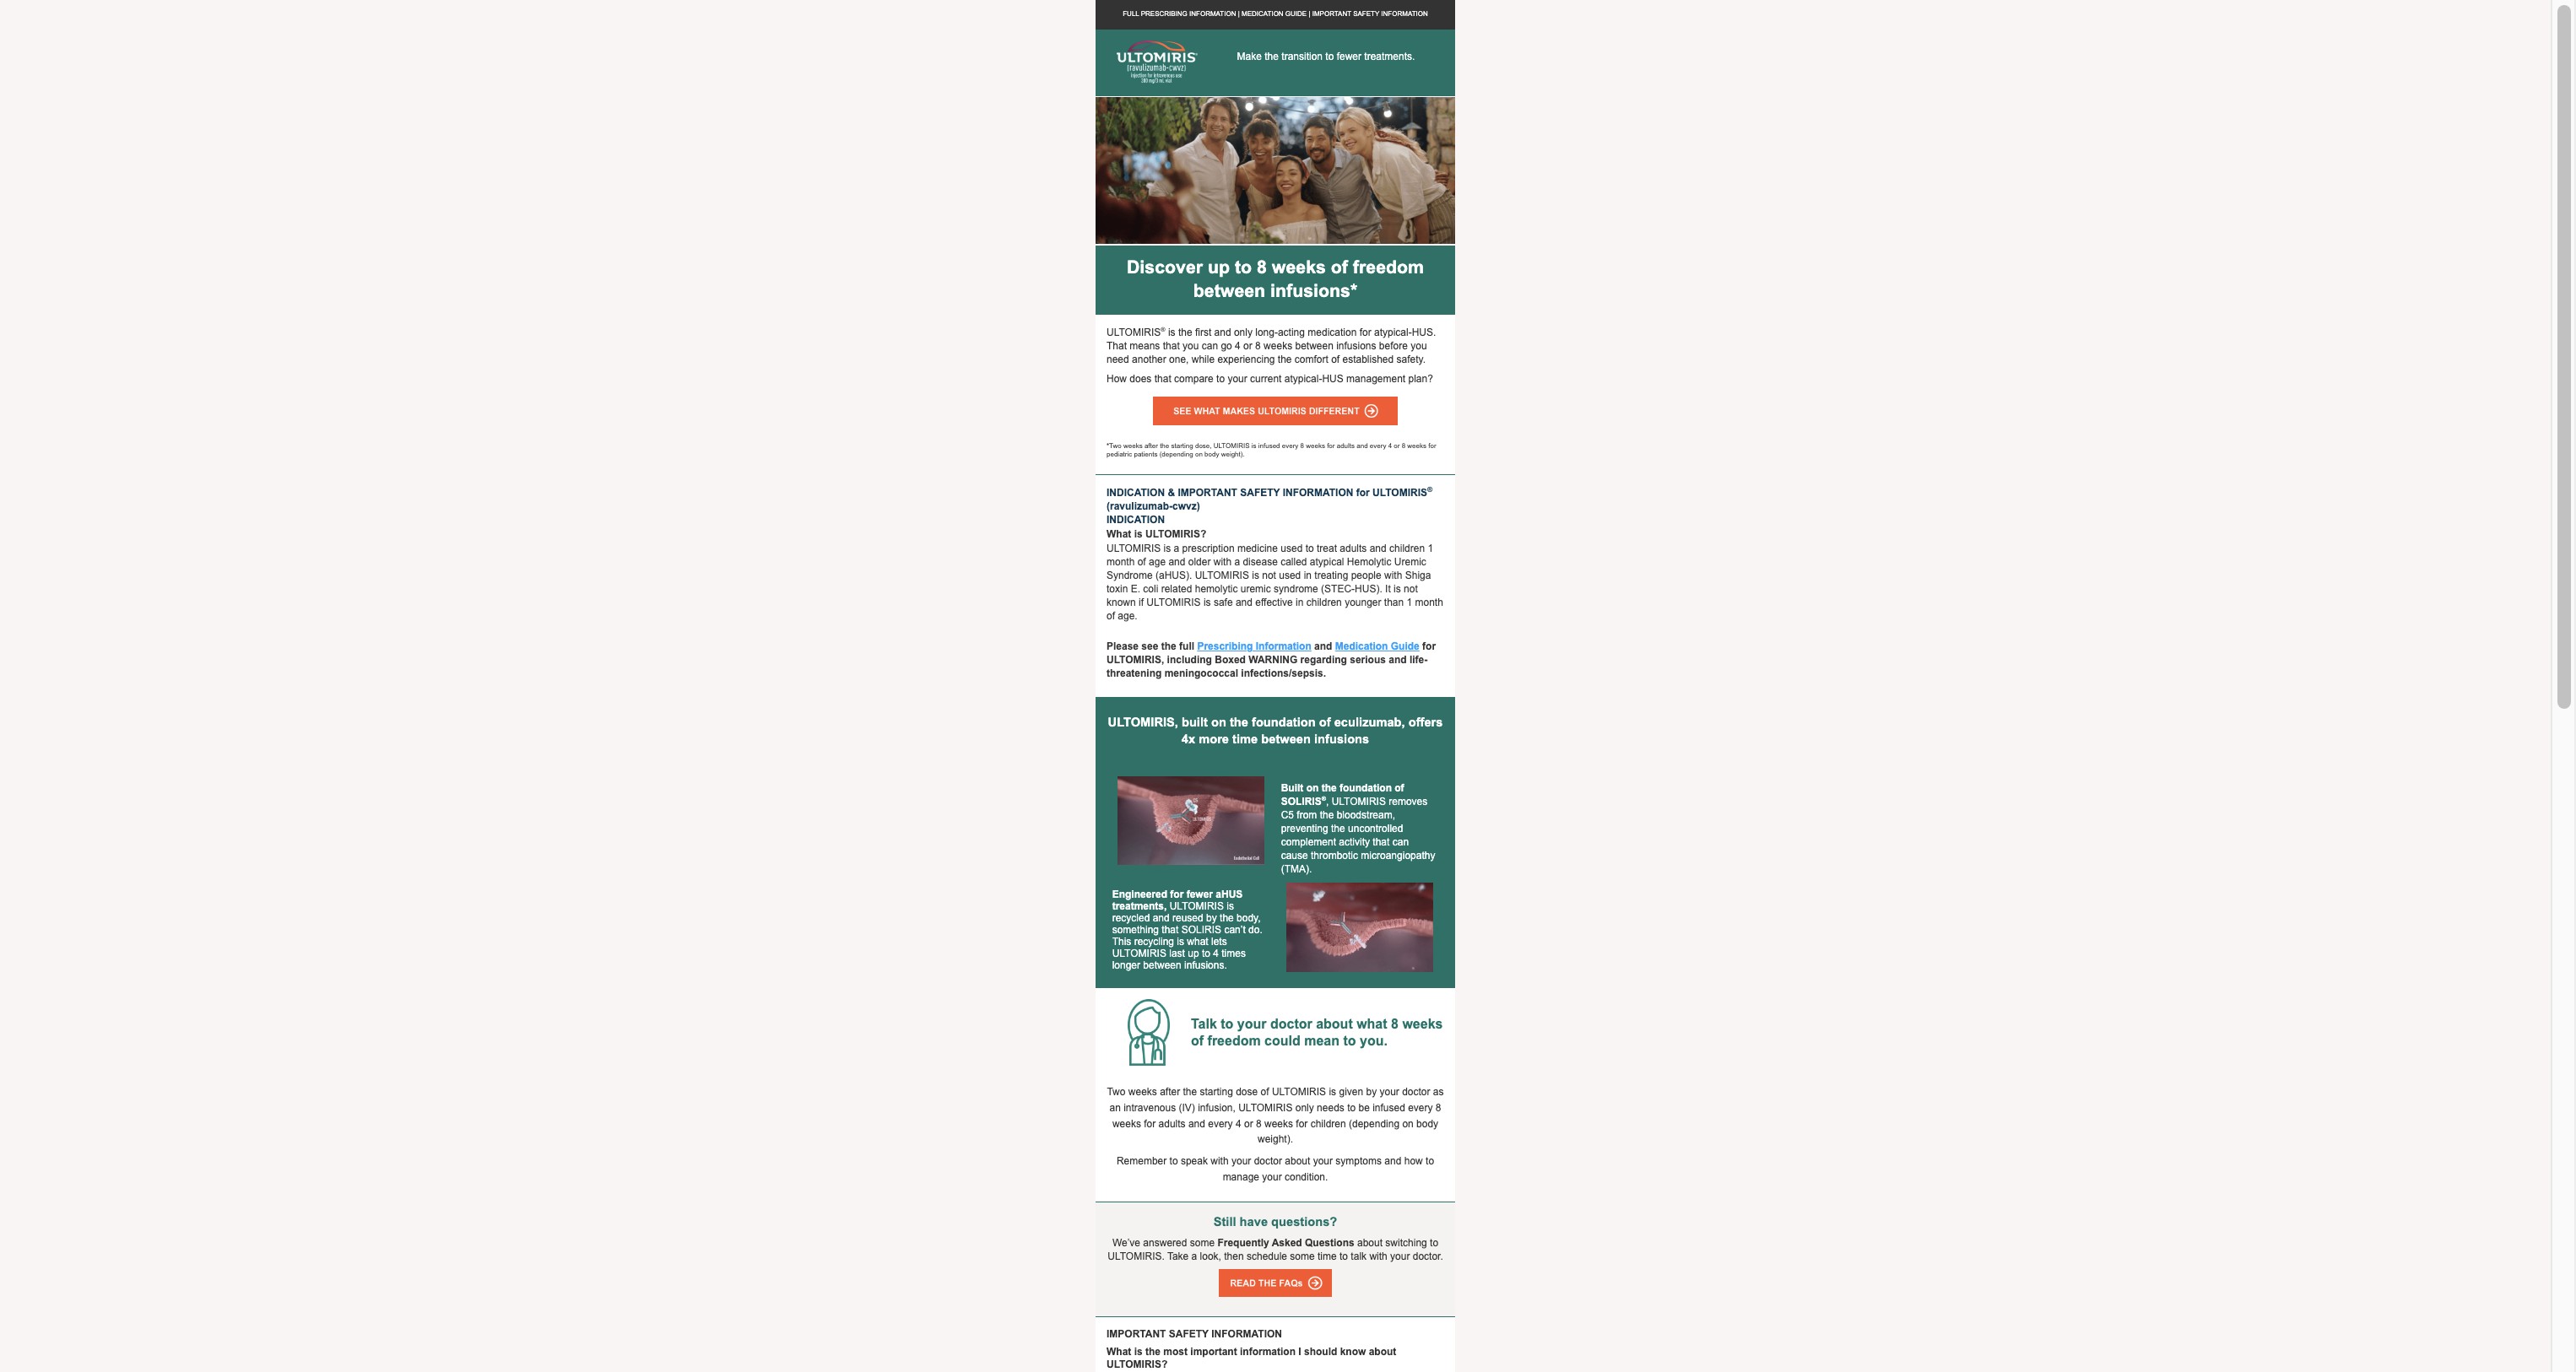 FULL PRESCRIBING INFORMATION | MEDICATION GUIDE | IMPORTANT SAFETY INFORMATION
ULTOMIRIS®
(ravulizumab-cwvz)
injection for intravenous use
300 mg/3 mL vial
Make the transition to fewer treatments.
Discover up to 8 weeks of freedom
between infusions*
ULTOMIRIS® is the first and only long-acting medication for atypical-HUS.
That means that you can go 4 or 8 weeks between infusions before you
need another one, while experiencing the comfort of established safety.
How does that compare to your current atypical-HUS management plan?
SEE WHAT MAKES ULTOMIRIS DIFFERENT
*Two weeks after the starting dose, ULTOMIRIS is infused every 8 weeks for adults and every 4 or 8 weeks for
pediatric patients (depending on body weight).
INDICATION & IMPORTANT SAFETY INFORMATION for ULTOMIRIS®
(ravulizumab-cwvz)
INDICATION
What is ULTOMIRIS?
ULTOMIRIS is a prescription medicine used to treat adults and children 1
month of age and older with a disease called atypical Hemolytic Uremic
Syndrome (aHUS). ULTOMIRIS is not used in treating people with Shiga
toxin E. coli related hemolytic uremic syndrome (STEC-HUS). It is not
known if ULTOMIRIS is safe and effective in children younger than 1 month
of age.
Please see the full Prescribing Information and Medication Guide for
ULTOMIRIS, including Boxed WARNING regarding serious and life-
threatening meningococcal infections/sepsis.
ULTOMIRIS, built on the foundation of eculizumab, offers
4x more time between infusions
Endothelial Cell
Built on the foundation of
SOLIRIS®, ULTOMIRIS removes
C5 from the bloodstream,
preventing the uncontrolled
complement activity that can
cause thrombotic microangiopathy
(TMA).
Engineered for fewer aHUS
treatments, ULTOMIRIS is
recycled and reused by the body,
something that SOLIRIS can't do.
This recycling is what lets
ULTOMIRIS last up to 4 times
longer between infusions.
Talk to your doctor about what 8 weeks
of freedom could mean to you.
Two weeks after the starting dose of ULTOMIRIS is given by your doctor as
an intravenous (IV) infusion, ULTOMIRIS only needs to be infused every 8
weeks for adults and every 4 or 8 weeks for children (depending on body
weight).
Remember to speak with your doctor about your symptoms and how to
manage your condition.
Still have questions?
We've answered some Frequently Asked Questions about switching to
ULTOMIRIS. Take a look, then schedule some time to talk with your doctor.
READ THE FAQs
IMPORTANT SAFETY INFORMATION
What is the most important information I should know about
ULTOMIRIS?